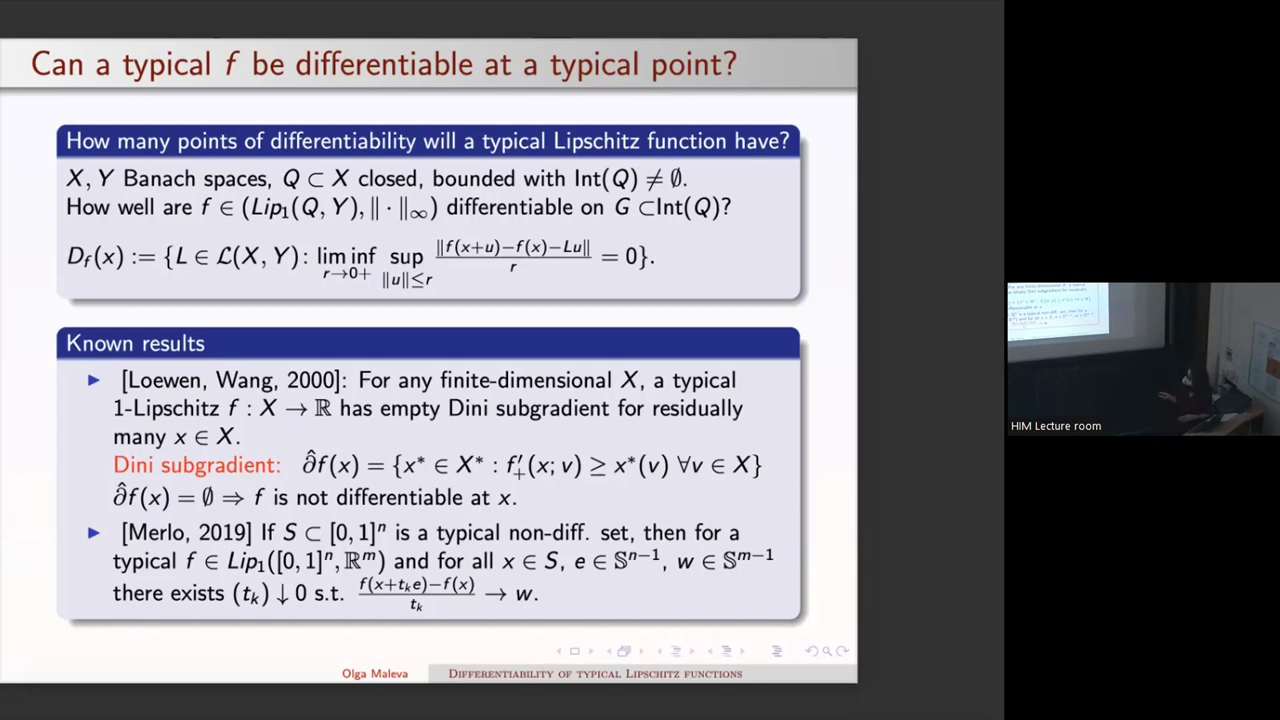 Can a typical f be differentiable at a typical point?
How many points of differentiability will a typical Lipschitz function have?
X, Y Banach spaces, Q ⊂ X closed, bounded with Int(Q) ≠ ∅.
How well are f ∈ (Lip₁(Q, Y), ‖ · ‖∞) differentiable on G ⊂Int(Q)?
D_f(x) := {L ∈ ℒ(X, Y): lim inf_{r→0+} sup_{‖u‖≤r} ‖f(x+u)−f(x)−Lu‖/r = 0}.
Known results
▶ [Loewen, Wang, 2000]: For any finite-dimensional X, a typical
1-Lipschitz f : X → ℝ has empty Dini subgradient for residually
many x ∈ X.
Dini subgradient: ∂̂f(x) = {x* ∈ X* : f′₊(x; v) ≥ x*(v) ∀v ∈ X}
∂̂f(x) = ∅ ⇒ f is not differentiable at x.
▶ [Merlo, 2019] If S ⊂ [0, 1]ⁿ is a typical non-diff. set, then for a
typical f ∈ Lip₁([0, 1]ⁿ, ℝᵐ) and for all x ∈ S, e ∈ 𝕊ⁿ⁻¹, w ∈ 𝕊ᵐ⁻¹
there exists (t_k) ↓ 0 s.t. f(x+t_k e)−f(x)/t_k → w.
Olga Maleva DIFFERENTIABILITY OF TYPICAL LIPSCHITZ FUNCTIONS
HIM Lecture room